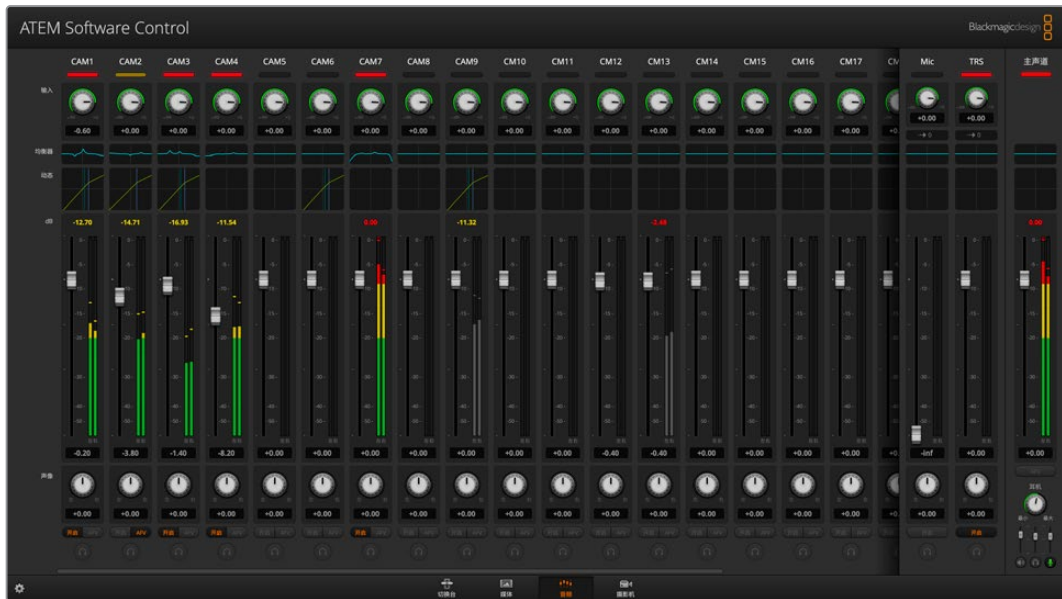 ATEM Software Control
Blackmagicdesign
CAM1 CAM2 CAM3 CAM4 CAM5 CAM6 CAM7 CAM8 CAM9 CM10 CM11 CM12 CM13 CM14 CM15 CM16 CM17 Mic TRS 主声道
输入
-0.60 +0.00 +0.00 +0.00 +0.00 +0.00 +0.00 +0.00 +0.00 +0.00 +0.00 +0.00 +0.00 +0.00 +0.00 +0.00 +0.00 +0.00 +0.00
均衡器
动态
dB -12.70 -14.71 -16.93 -11.54 0.00 -11.32 0.00
-0.20 -3.80 -1.40 -8.20 +0.00 +0.00 +0.00 +0.00 +0.00 +0.00 +0.00 -0.40 -0.40 +0.00 +0.00 +0.00 +0.00 -inf +0.00 +0.00
声像
耳机
+0.00 +0.00 +0.00 +0.00 +0.00 +0.00 +0.00 +0.00 +0.00 +0.00 +0.00 +0.00 +0.00 +0.00 +0.00 +0.00 +0.00 +0.00 +0.00
开启 AFV 开启 开启 开启
切换台 媒体 音频 摄影机